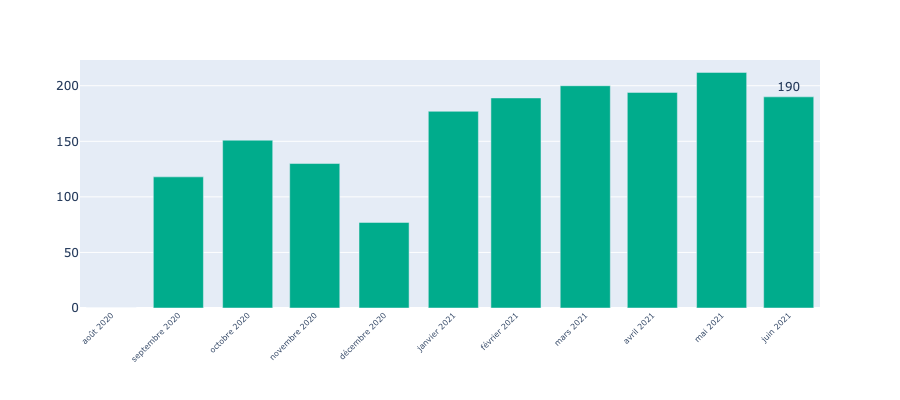 200
150
100
50
0
190
août 2020
septembre 2020
octobre 2020
novembre 2020
décembre 2020
janvier 2021
février 2021
mars 2021
avril 2021
mai 2021
juin 2021